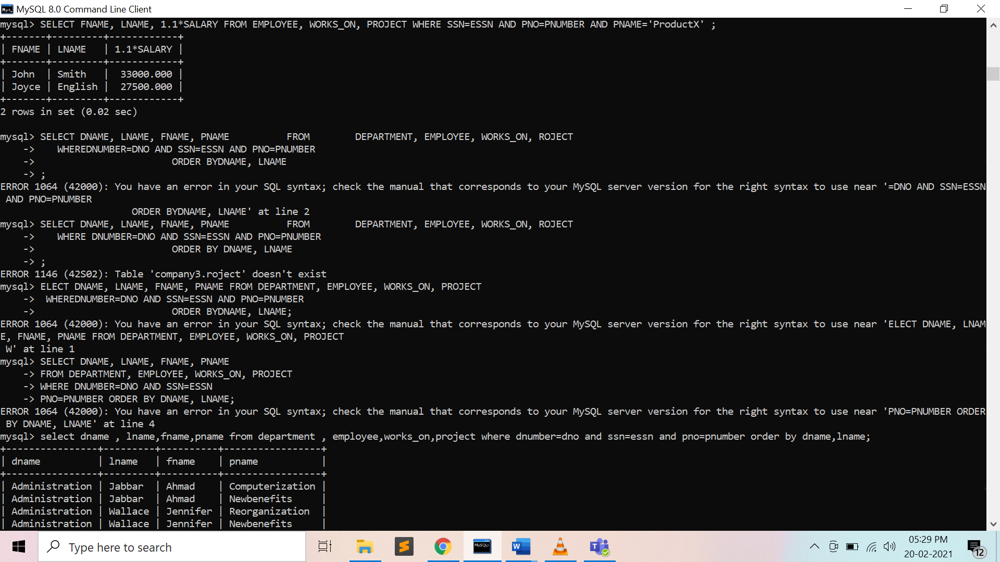 MySQL 8.0 Command Line Client
mysql> SELECT FNAME, LNAME, 1.1*SALARY FROM EMPLOYEE, WORKS_ON, PROJECT WHERE SSN=ESSN AND PNO=PNUMBER AND PNAME='ProductX' ;
+-------+---------+------------+
| FNAME | LNAME   | 1.1*SALARY |
+-------+---------+------------+
| John  | Smith   |  33000.000 |
| Joyce | English |  27500.000 |
+-------+---------+------------+
2 rows in set (0.02 sec)

mysql> SELECT DNAME, LNAME, FNAME, PNAME          FROM        DEPARTMENT, EMPLOYEE, WORKS_ON, ROJECT
    ->    WHEREDNUMBER=DNO AND SSN=ESSN AND PNO=PNUMBER
    ->                        ORDER BYDNAME, LNAME
    -> ;
ERROR 1064 (42000): You have an error in your SQL syntax; check the manual that corresponds to your MySQL server version for the right syntax to use near '=DNO AND SSN=ESSN
 AND PNO=PNUMBER
                       ORDER BYDNAME, LNAME' at line 2
mysql> SELECT DNAME, LNAME, FNAME, PNAME          FROM        DEPARTMENT, EMPLOYEE, WORKS_ON, ROJECT
    ->    WHERE DNUMBER=DNO AND SSN=ESSN AND PNO=PNUMBER
    ->                        ORDER BY DNAME, LNAME
    -> ;
ERROR 1146 (42S02): Table 'company3.roject' doesn't exist
mysql> ELECT DNAME, LNAME, FNAME, PNAME FROM DEPARTMENT, EMPLOYEE, WORKS_ON, PROJECT
    ->  WHEREDNUMBER=DNO AND SSN=ESSN AND PNO=PNUMBER
    ->                        ORDER BYDNAME, LNAME;
ERROR 1064 (42000): You have an error in your SQL syntax; check the manual that corresponds to your MySQL server version for the right syntax to use near 'ELECT DNAME, LNAM
E, FNAME, PNAME FROM DEPARTMENT, EMPLOYEE, WORKS_ON, PROJECT
 W' at line 1
mysql> SELECT DNAME, LNAME, FNAME, PNAME
    -> FROM DEPARTMENT, EMPLOYEE, WORKS_ON, PROJECT
    -> WHERE DNUMBER=DNO AND SSN=ESSN
    -> PNO=PNUMBER ORDER BY DNAME, LNAME;
ERROR 1064 (42000): You have an error in your SQL syntax; check the manual that corresponds to your MySQL server version for the right syntax to use near 'PNO=PNUMBER ORDER
 BY DNAME, LNAME' at line 4
mysql> select dname , lname,fname,pname from department , employee,works_on,project where dnumber=dno and ssn=essn and pno=pnumber order by dname,lname;
+----------------+---------+----------+-----------------+
| dname          | lname   | fname    | pname           |
+----------------+---------+----------+-----------------+
| Administration | Jabbar  | Ahmad    | Computerization |
| Administration | Jabbar  | Ahmad    | Newbenefits     |
| Administration | Wallace | Jennifer | Reorganization  |
| Administration | Wallace | Jennifer | Newbenefits     |
Type here to search
05:29 PM
20-02-2021
12